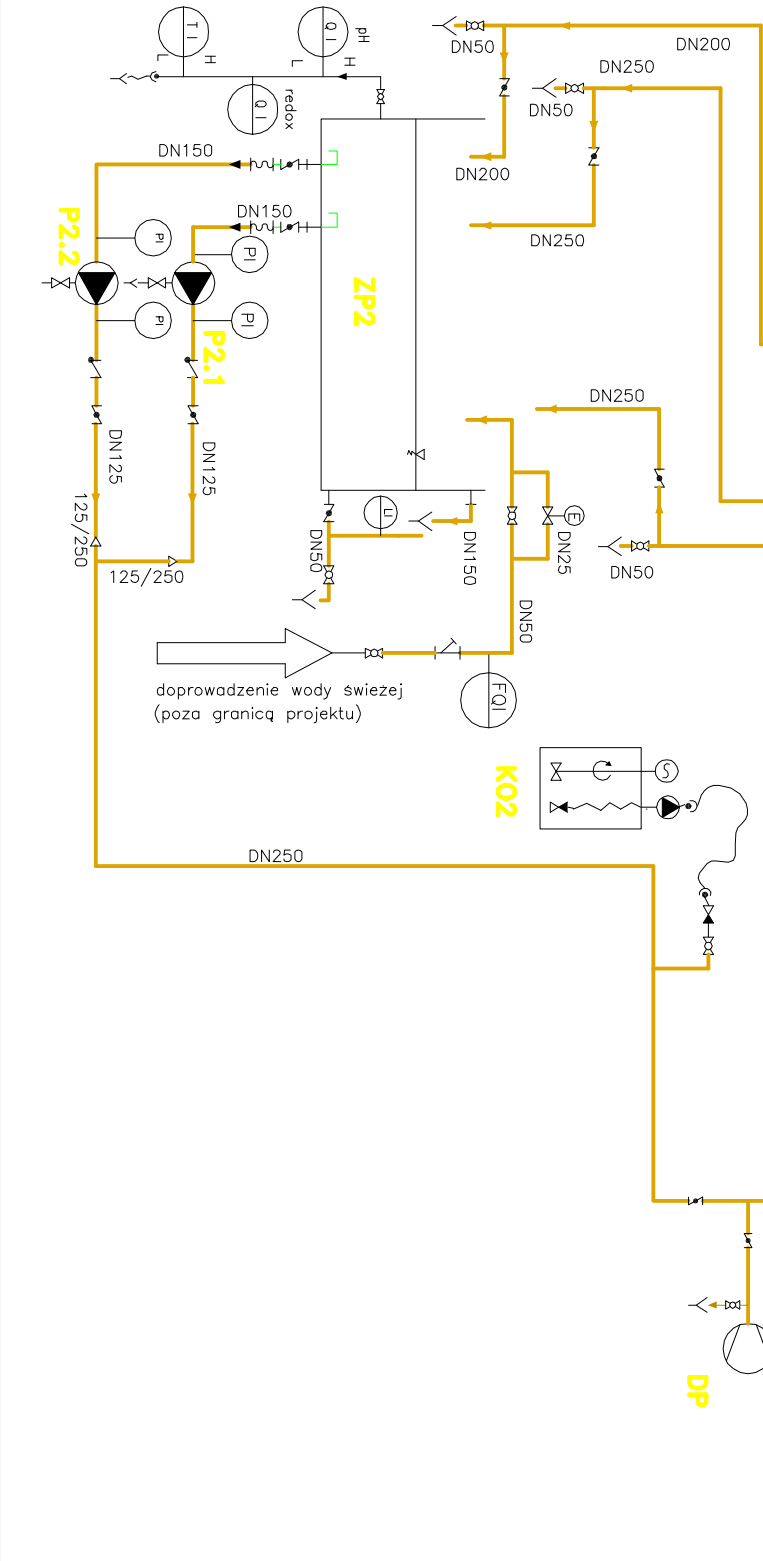 TI
H
L
QI
pH
H
L
QI
redox
DN50
DN200
DN250
DN50
DN150
DN200
DN150
DN250
P2.2
PI
PI
ZP2
PI
PI
P2.1
DN250
DN125
DN125
125/250
125/250
LI
DN50
DN150
E
DN25
DN50
DN50
doprowadzenie wody świeżej
(poza granicą projektu)
FQI
KO2
S
DN250
DP